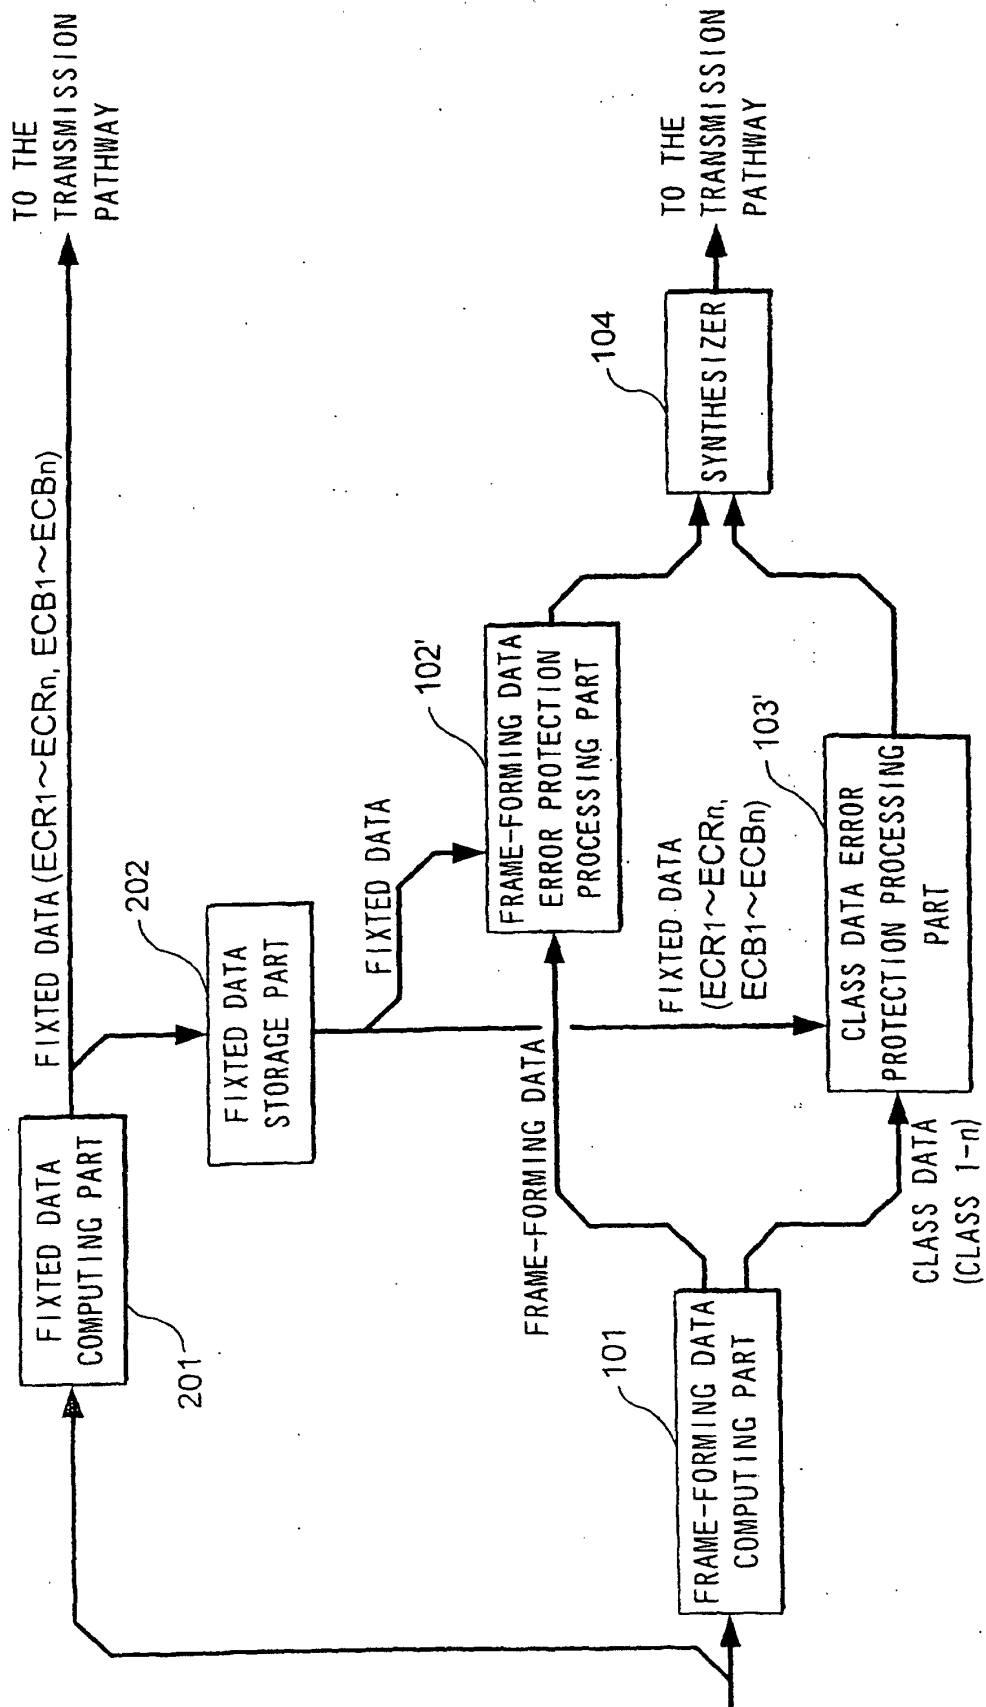 TO THE
TRANSMISSION
PATHWAY
FIXTED DATA(ECR1~ECRn, ECB1~ECBn)
FIXTED DATA
COMPUTING PART
201
202
FIXTED DATA
STORAGE PART
FIXTED DATA
102'
FRAME-FORMING DATA
ERROR PROTECTION
PROCESSING PART
FRAME-FORMING DATA
FIXTED DATA
(ECR1~ECRn,
ECB1~ECBn)
104
SYNTHESIZER
TO THE
TRANSMISSION
PATHWAY
101
FRAME-FORMING DATA
COMPUTING PART
103'
CLASS DATA ERROR
PROTECTION PROCESSING
PART
CLASS DATA
(CLASS 1-n)